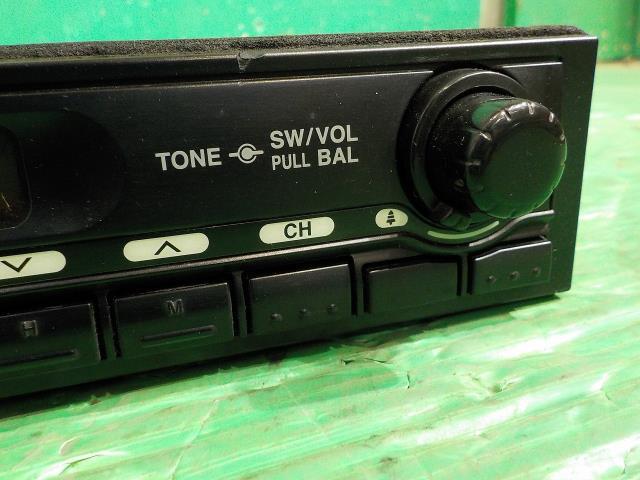 TONE SW/VOL
PULL BAL
CH
H M